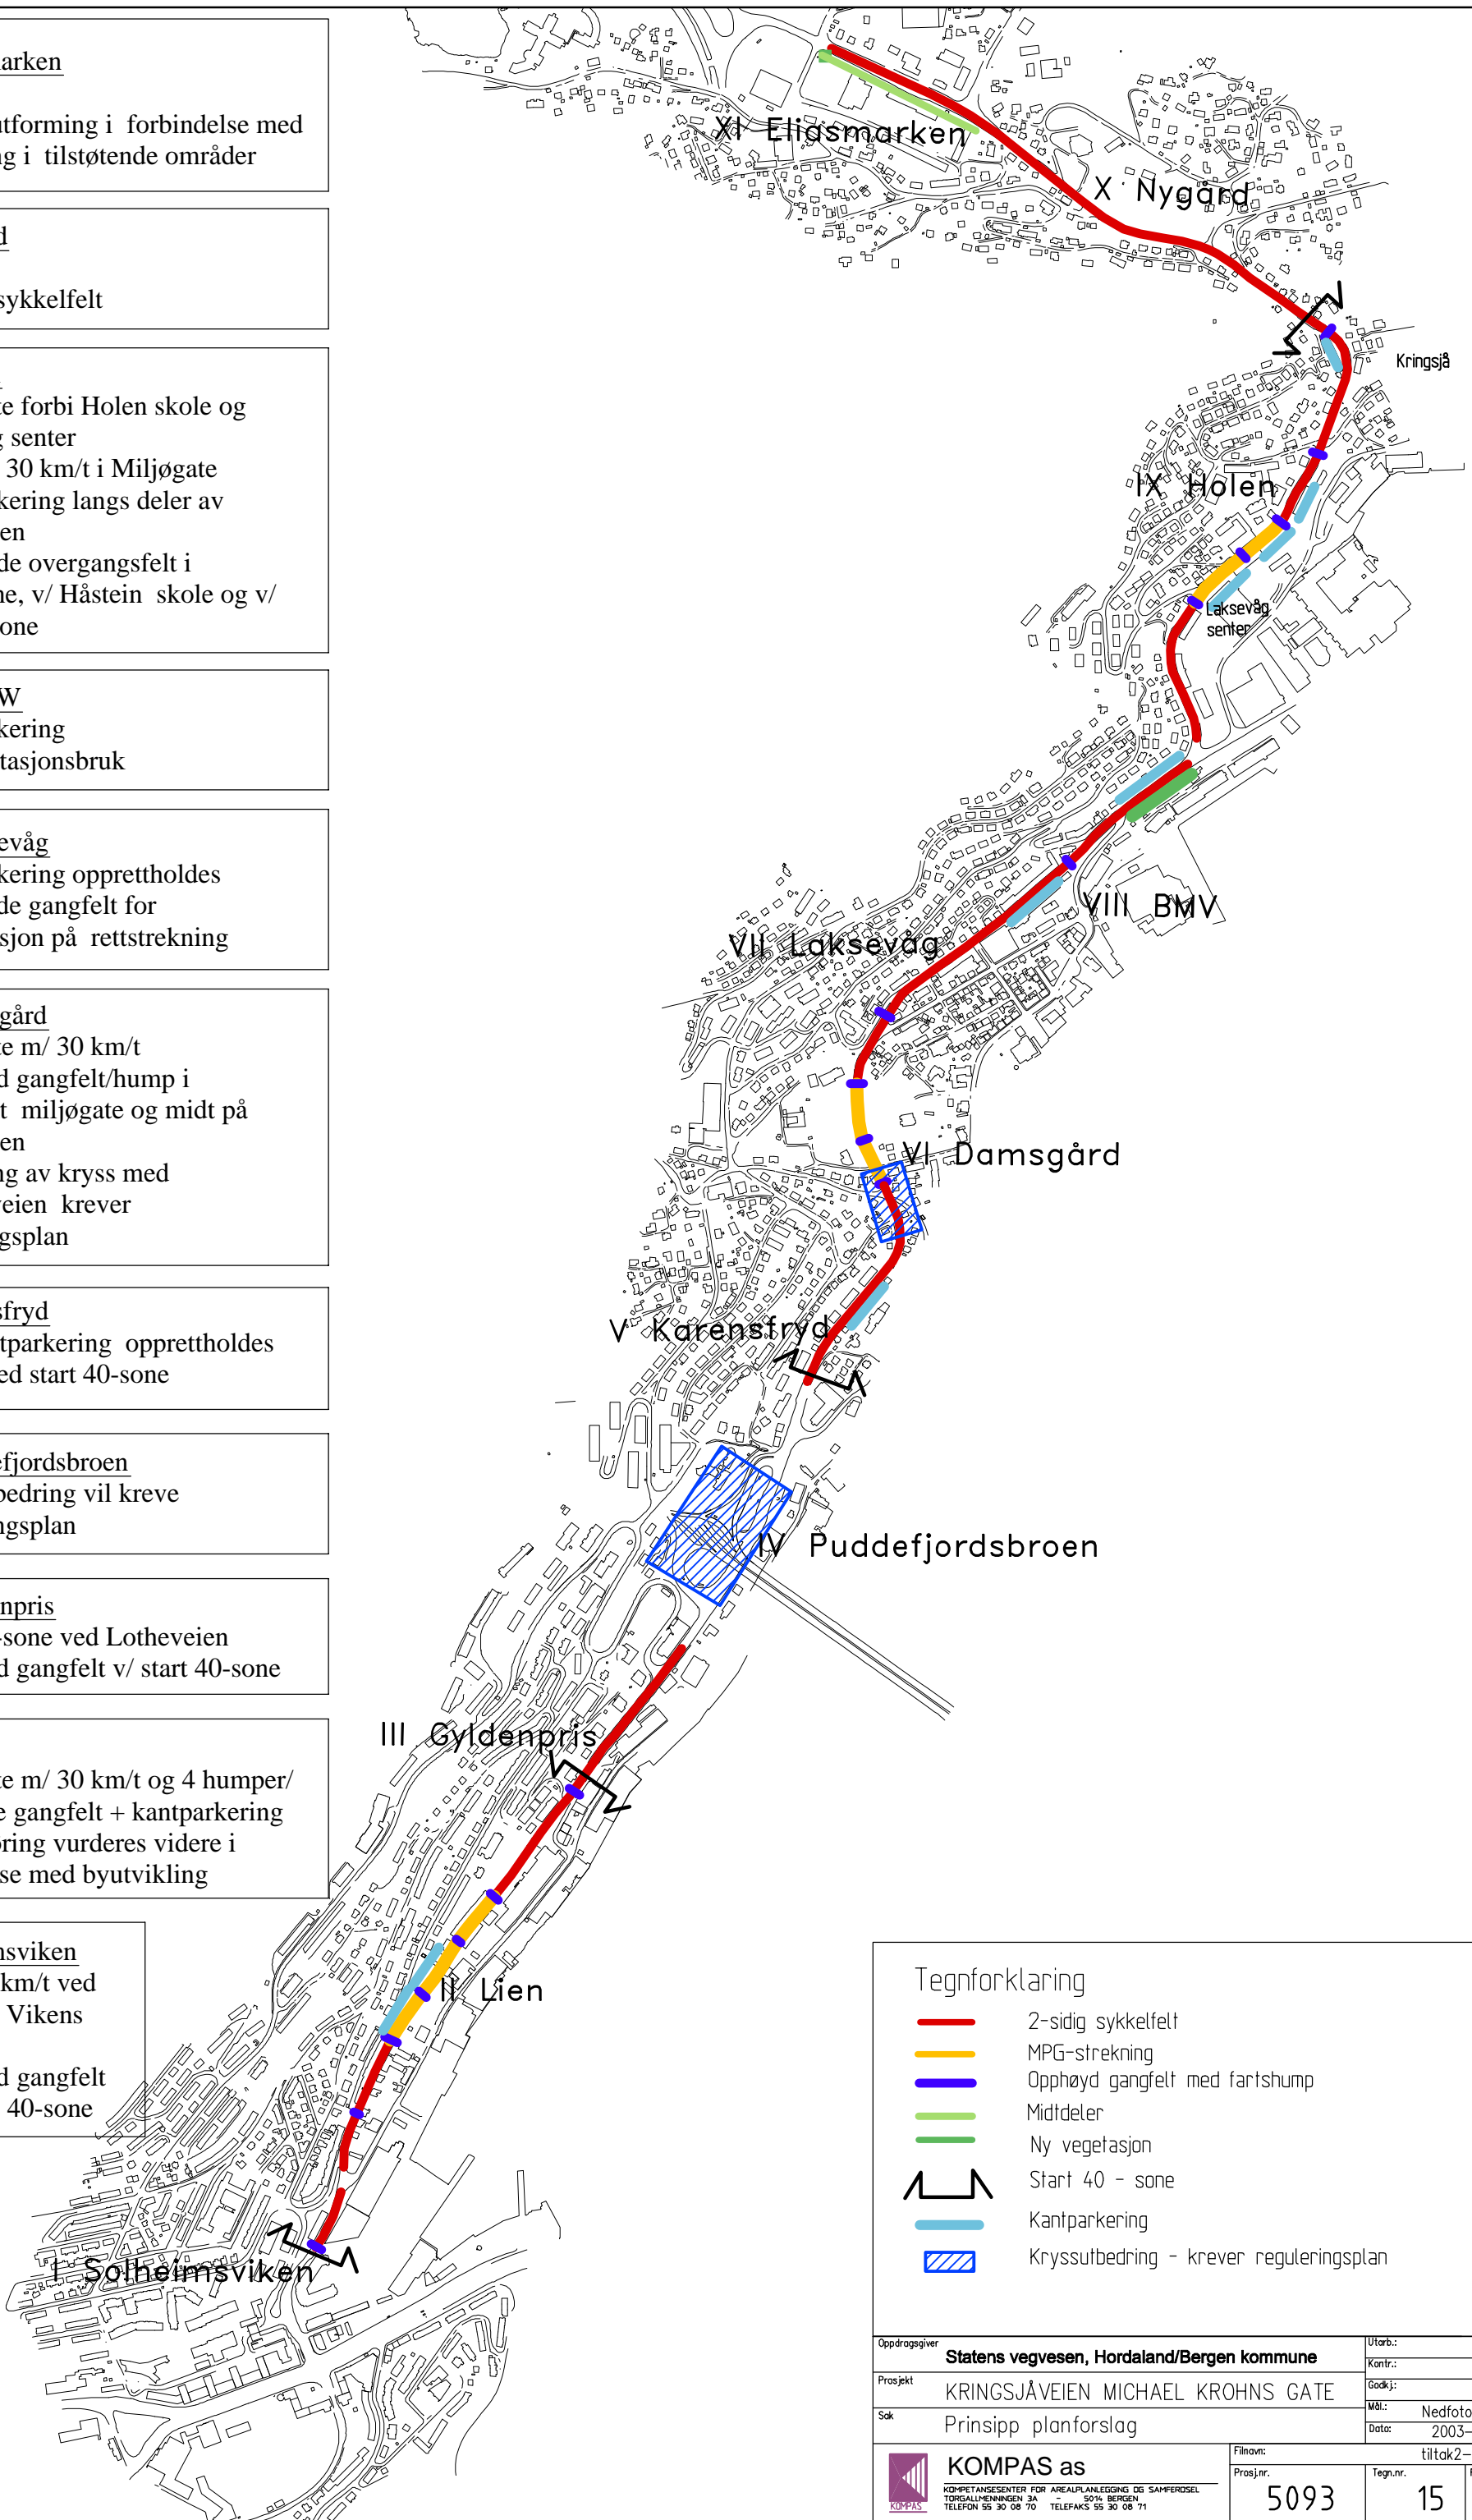 arken
utforming i forbindelse med
ng i tilstøtende områder
d
sykkelfelt
te forbi Holen skole og
g senter
30 km/t i Miljøgate
kering langs deler av
en
de overgangsfelt i
ne, v/ Håstein skole og v/
one
W
kering
tasjonsbruk
evåg
kering opprettholdes
de gangfelt for
sjon på rettstrekning
gård
te m/ 30 km/t
d gangfelt/hump i
t miljøgate og midt på
en
ng av kryss med
veien krever
gsplan
sfryd
tparkering opprettholdes
ed start 40-sone
efjordsbroen
bedring vil kreve
ngsplan
npris
-sone ved Lotheveien
d gangfelt v/ start 40-sone
te m/ 30 km/t og 4 humper/
e gangfelt + kantparkering
øring vurderes videre i
se med byutvikling
nsviken
km/t ved
Vikens
d gangfelt
40-sone
XI Eliasmarken
X Nygård
Kringsjå
IX Holen
Laksevåg
senter
VIII BMV
VII Laksevåg
VI Damsgård
V Karensfryd
IV Puddefjordsbroen
III Gyldenpris
II Lien
I Solheimsviken
Tegnforklaring
2-sidig sykkelfelt
MPG-strekning
Opphøyd gangfelt med fartshump
Midtdeler
Ny vegetasjon
Start 40 - sone
Kantparkering
Kryssutbedring - krever reguleringsplan
Oppdragsgiver
Statens vegvesen, Hordaland/Bergen kommune
Utarb.:
Kontr.:
Prosjekt
KRINGSJÅVEIEN MICHAEL KROHNS GATE
Godkj.:
Sak
Prinsipp planforslag
Mål.: Nedfoto
Dato: 2003-
KOMPAS
KOMPAS as
KOMPETANSESENTER FOR AREALPLANLEGGING OG SAMFERDSEL
TORGALLMENNINGEN 3A - 5014 BERGEN
TELEFON 55 30 08 70 TELEFAKS 55 30 08 71
Filnavn: tiltak2-
Prosj.nr.
5093
Tegn.nr.
15